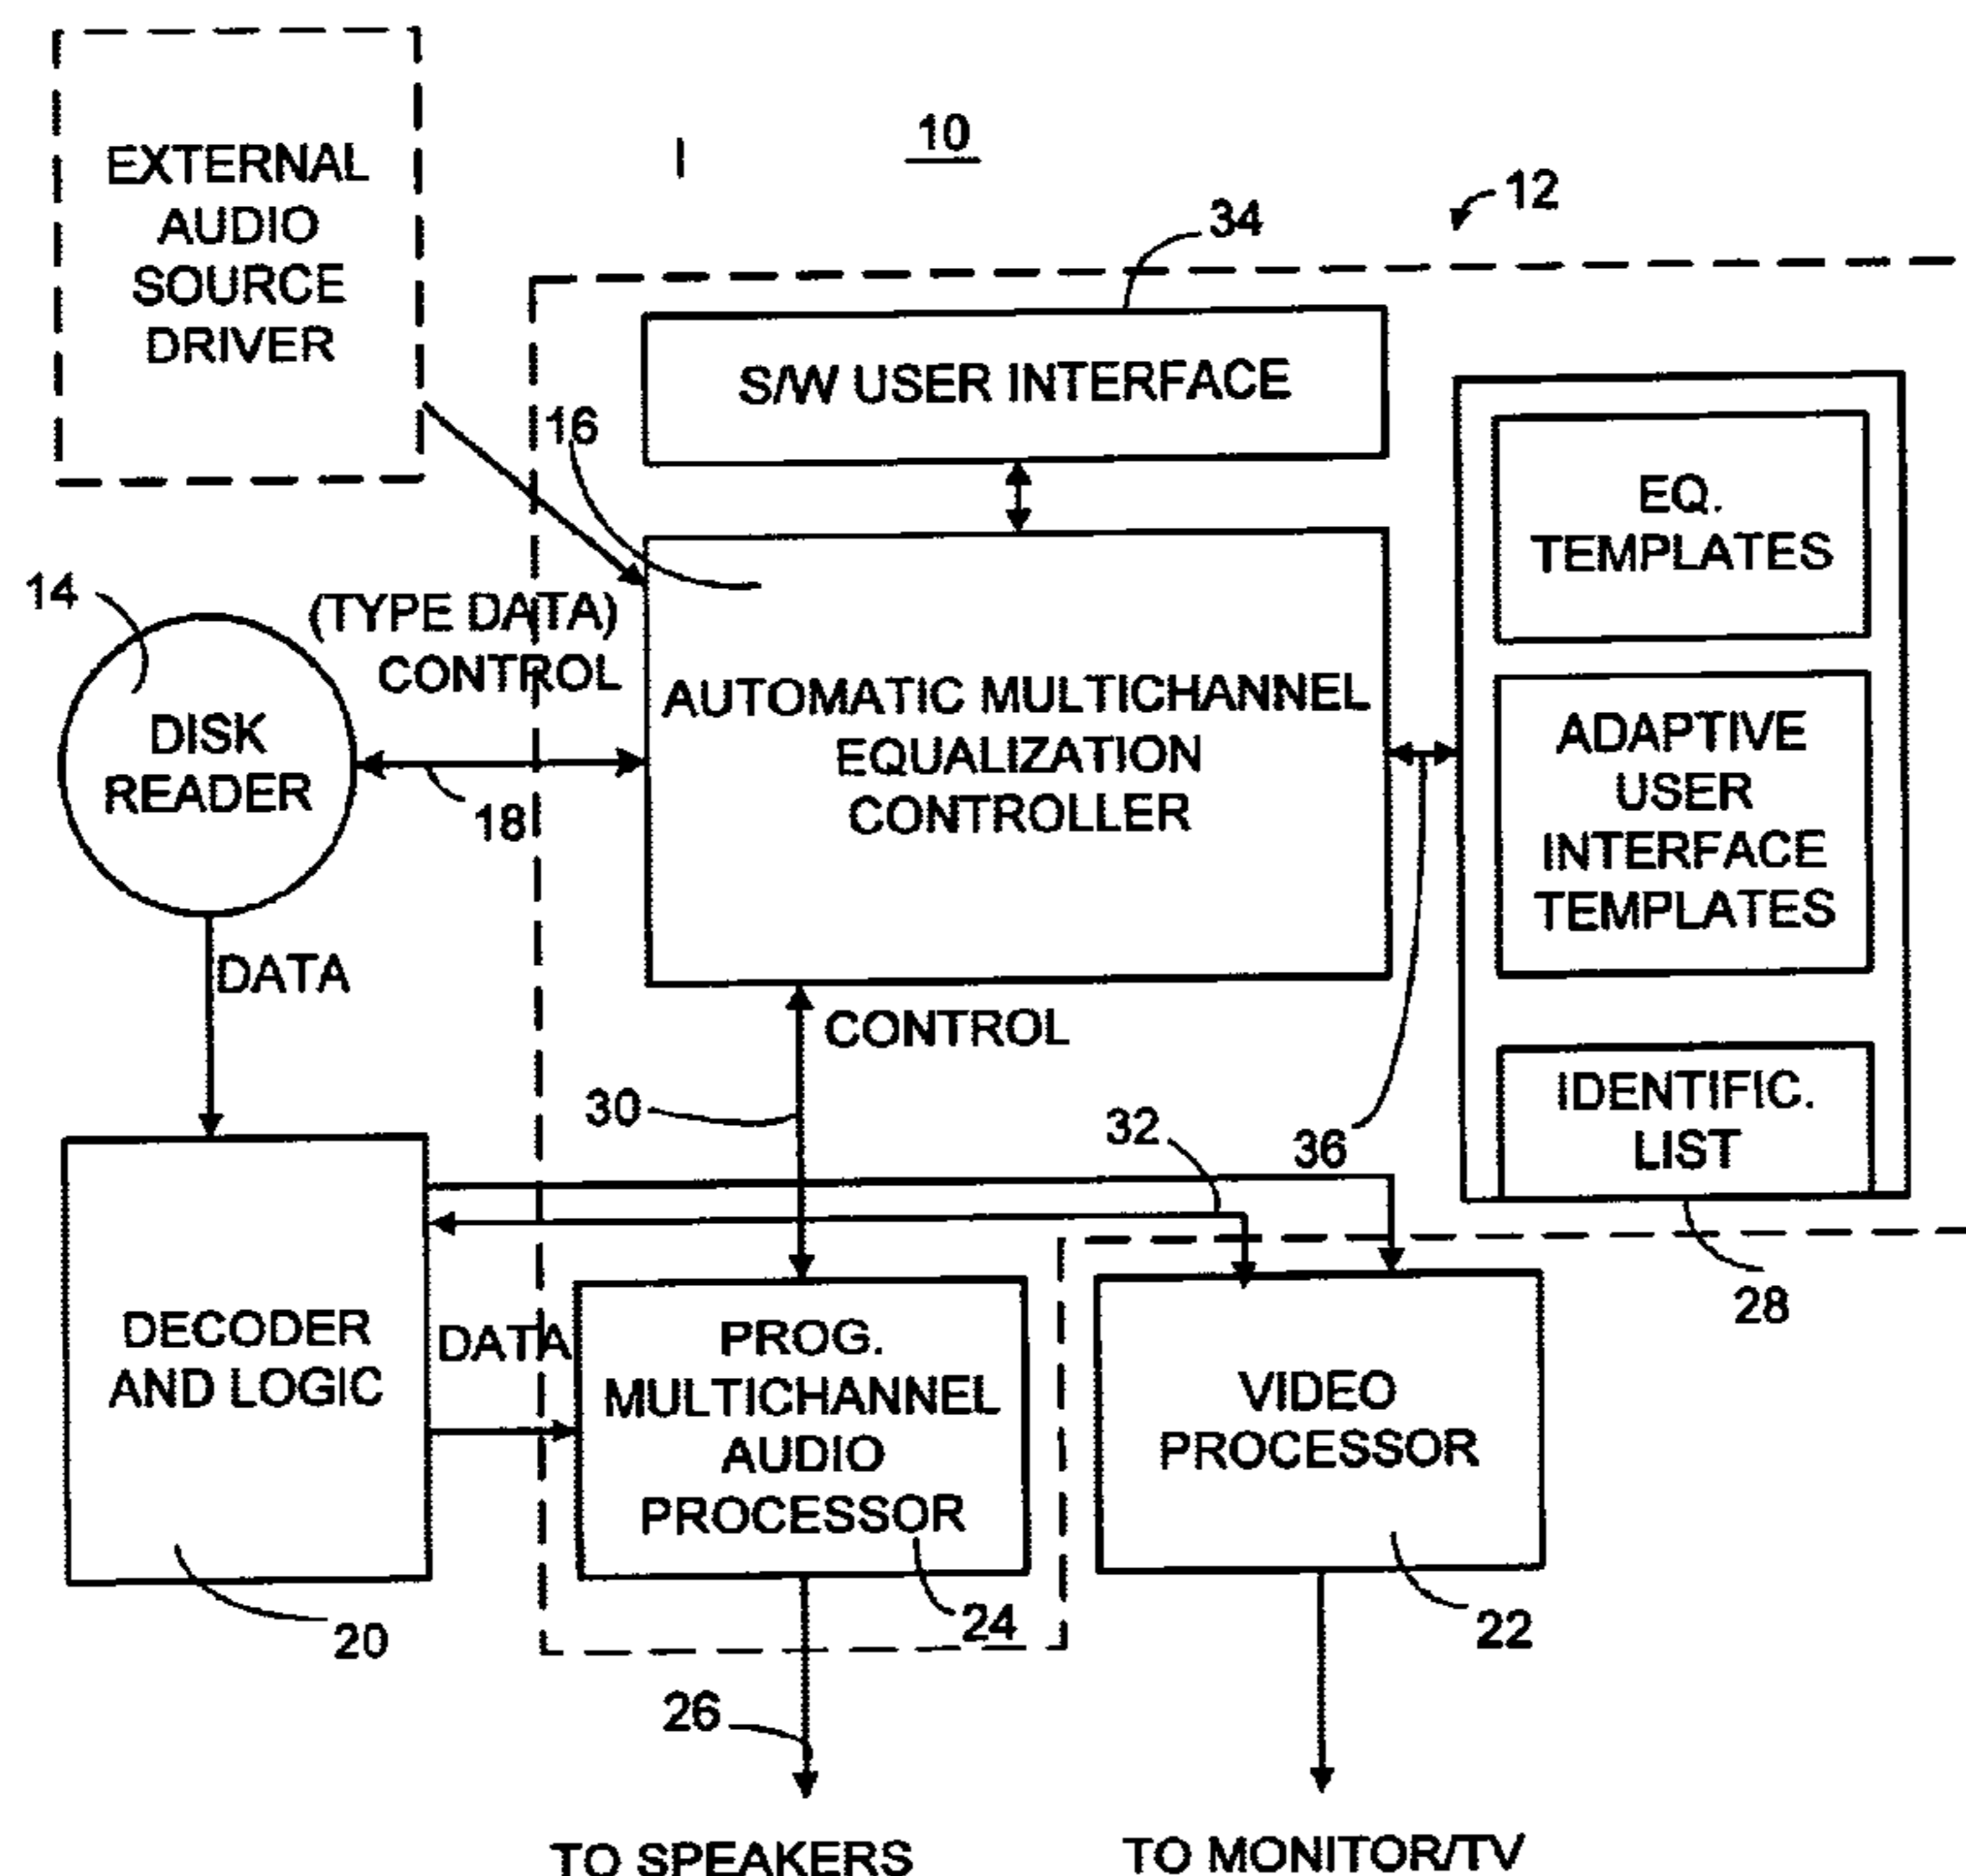 EXTERNAL
AUDIO
SOURCE
DRIVER
10
12
34
S/W USER INTERFACE
16
EQ.
TEMPLATES
14
(TYPE DATA)
CONTROL
DISK
READER
18
AUTOMATIC MULTICHANNEL
EQUALIZATION
CONTROLLER
ADAPTIVE
USER
INTERFACE
TEMPLATES
DATA
CONTROL
30
32
36
IDENTIFIC.
LIST
28
DECODER
AND LOGIC
DATA
PROG.
MULTICHANNEL
AUDIO
PROCESSOR
VIDEO
PROCESSOR
20
24
22
26
TO SPEAKERS
TO MONITOR/TV